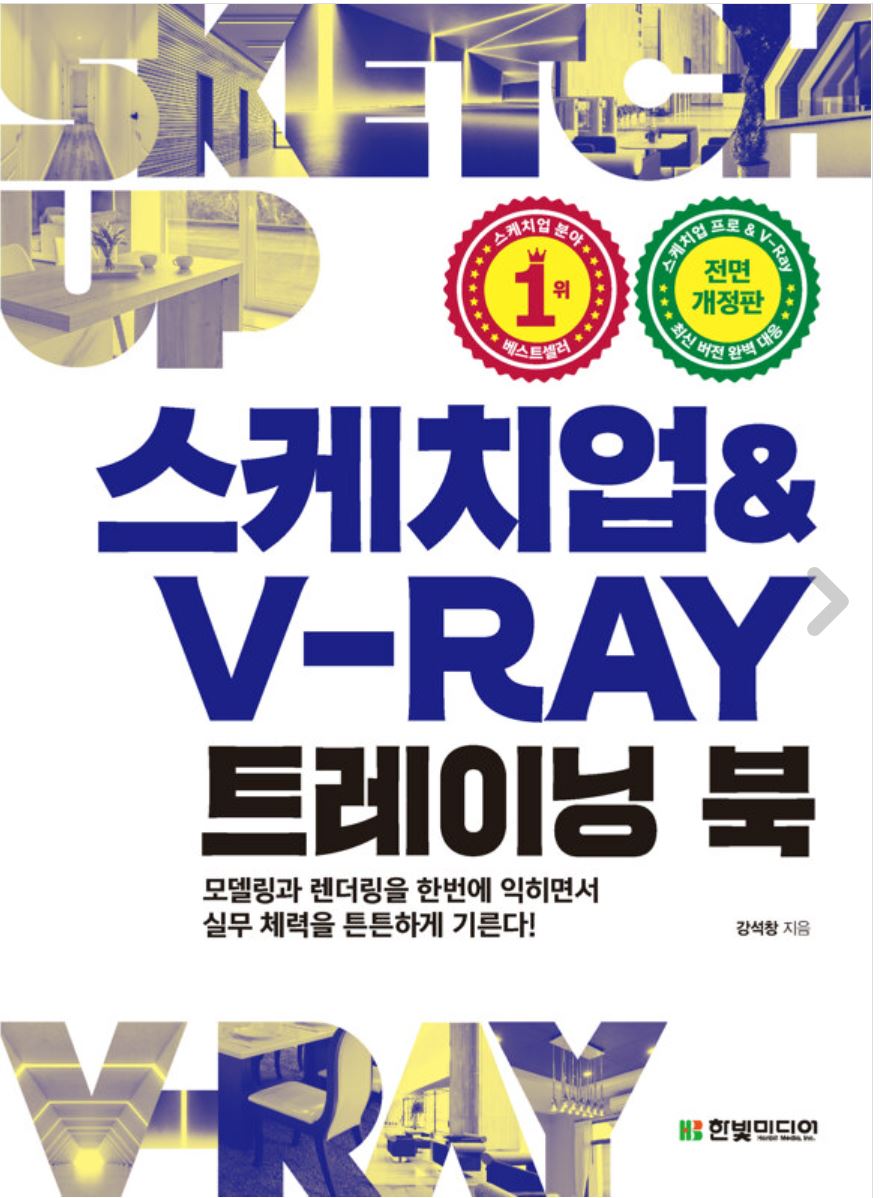 SKETCH
UP
스케치업 분야
1위
베스트셀러
스케치업 프로 & V-Ray
전면
개정판
최신 버전 완벽 대응
스케치업&
V-RAY
트레이닝 북
모델링과 렌더링을 한번에 익히면서
실무 체력을 튼튼하게 기른다!
강석창 지음
V-RAY
HB 한빛미디어
Hanbit Media, Inc.